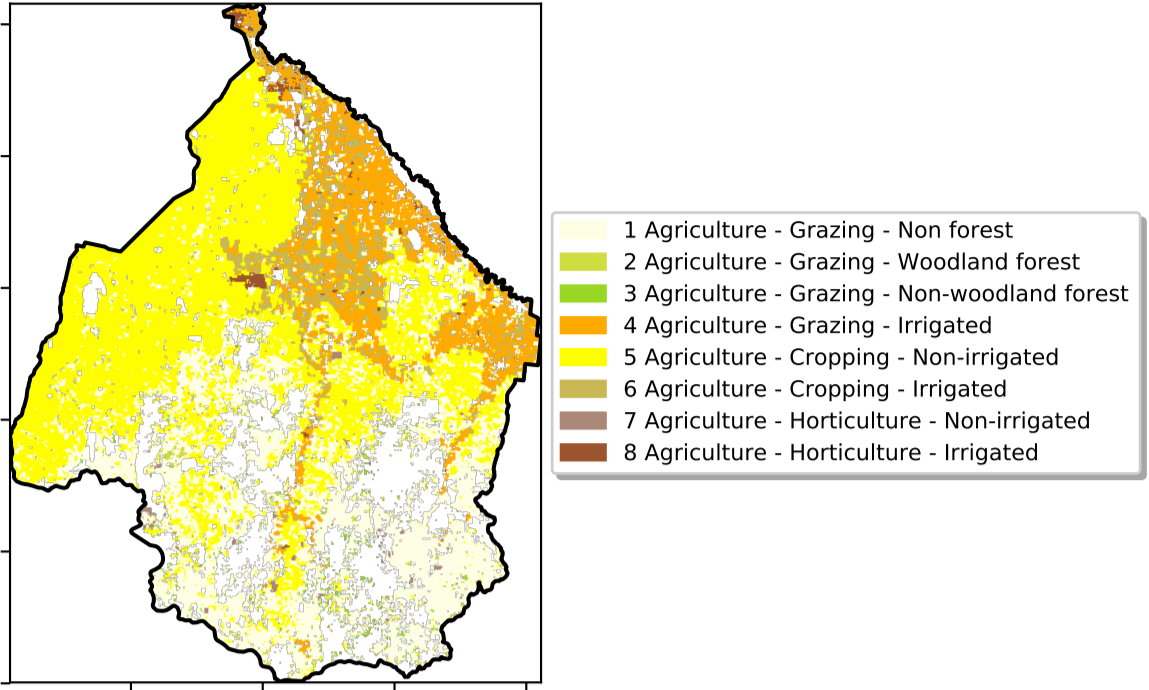 1 Agriculture - Grazing - Non forest
2 Agriculture - Grazing - Woodland forest
3 Agriculture - Grazing - Non-woodland forest
4 Agriculture - Grazing - Irrigated
5 Agriculture - Cropping - Non-irrigated
6 Agriculture - Cropping - Irrigated
7 Agriculture - Horticulture - Non-irrigated
8 Agriculture - Horticulture - Irrigated